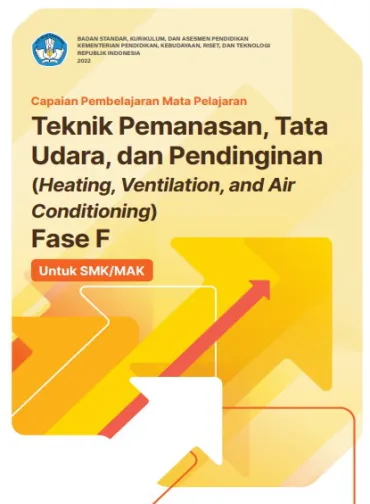 BADAN STANDAR, KURIKULUM, DAN ASESMEN PENDIDIKAN
KEMENTERIAN PENDIDIKAN, KEBUDAYAAN, RISET, DAN TEKNOLOGI
REPUBLIK INDONESIA
2022
Capaian Pembelajaran Mata Pelajaran
Teknik Pemanasan, Tata
Udara, dan Pendinginan
(Heating, Ventilation, and Air
Conditioning)
Fase F
Untuk SMK/MAK